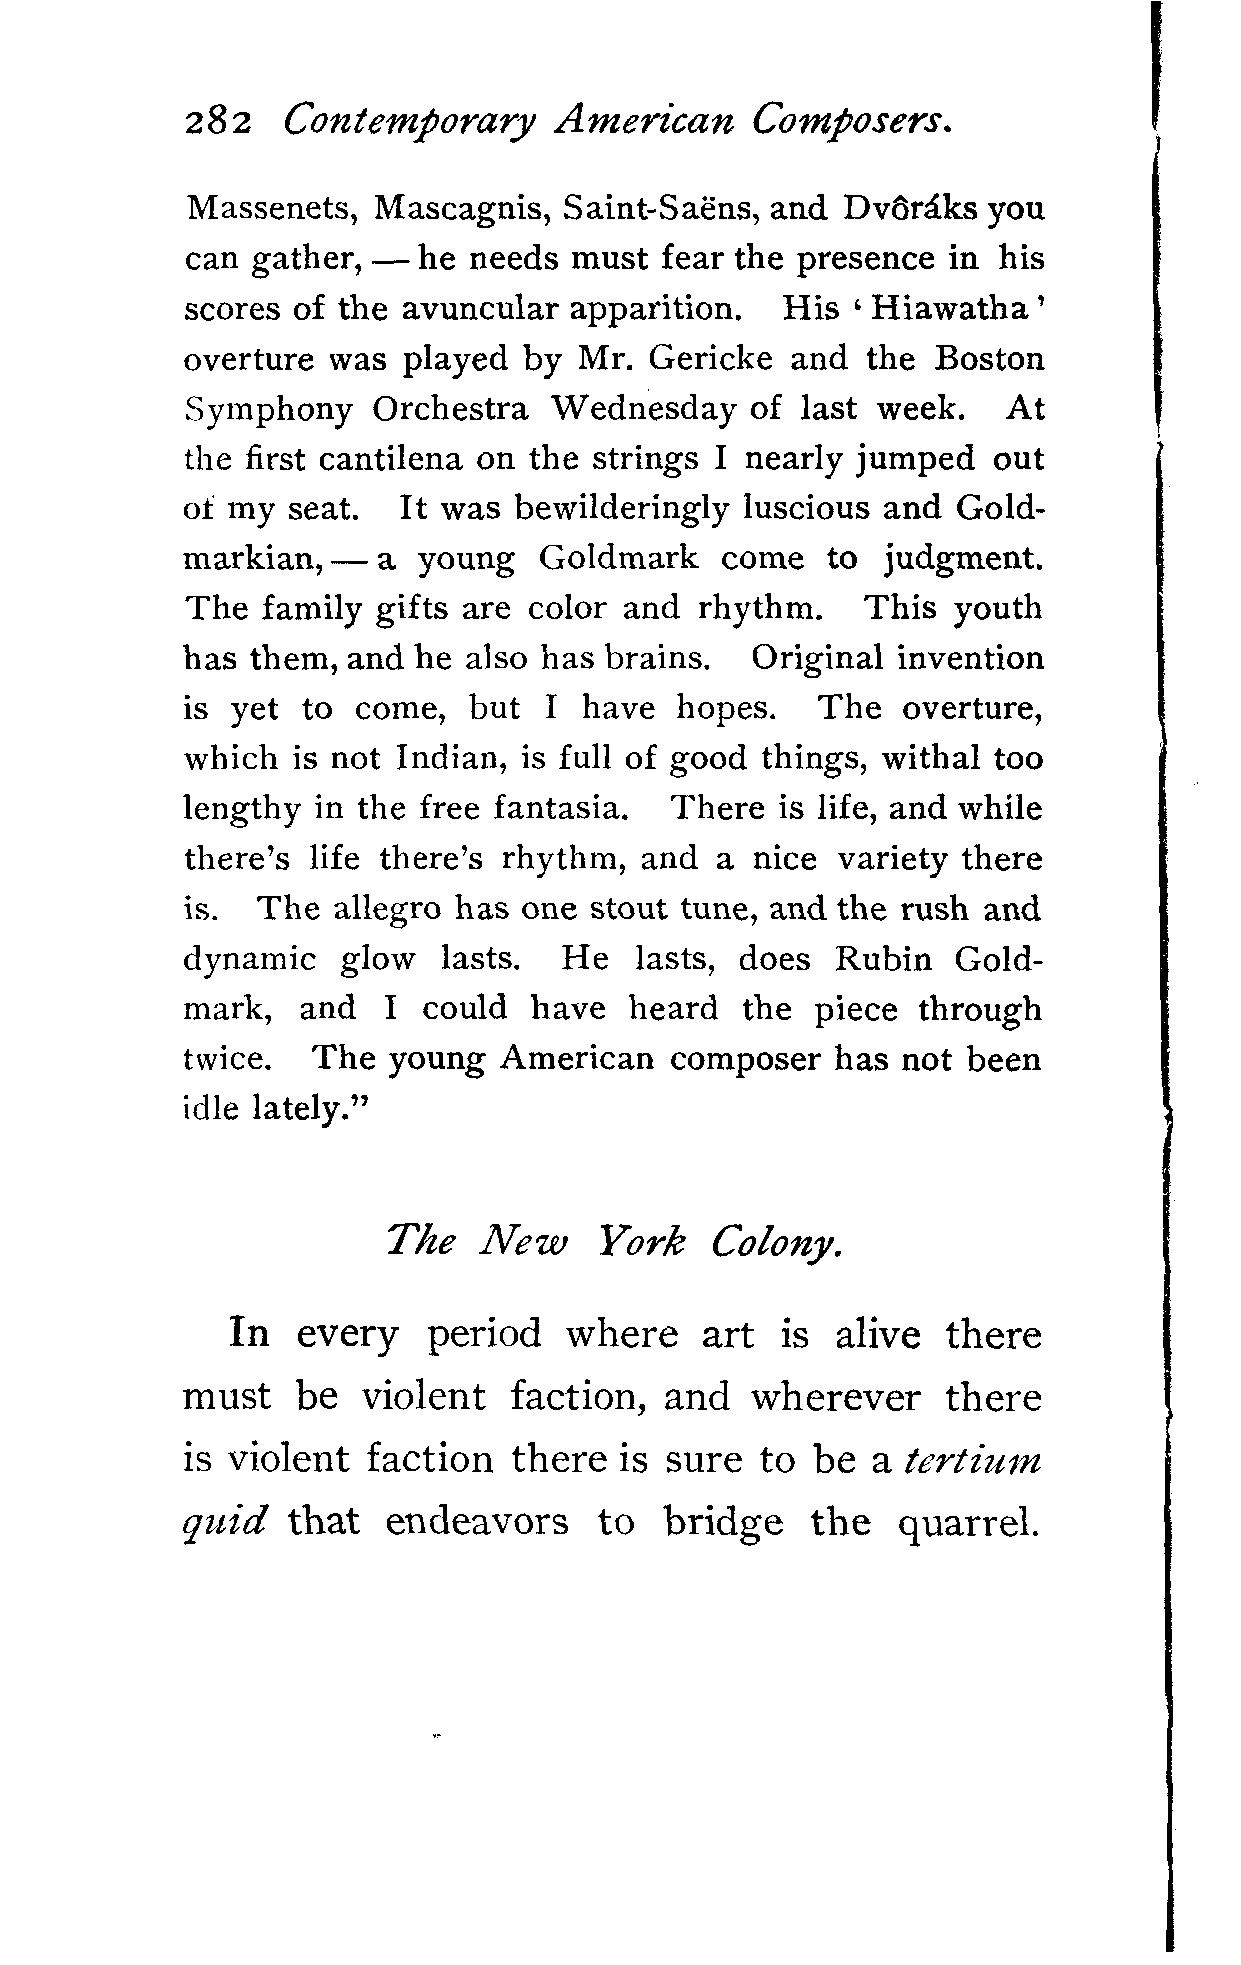 282 Contemporary American Composers.
Massenets, Mascagnis, Saint-Saëns, and Dvôráks you
can gather, — he needs must fear the presence in his
scores of the avuncular apparition. His ‘Hiawatha’
overture was played by Mr. Gericke and the Boston
Symphony Orchestra Wednesday of last week. At
the first cantilena on the strings I nearly jumped out
of my seat. It was bewilderingly luscious and Gold-
markian, — a young Goldmark come to judgment.
The family gifts are color and rhythm. This youth
has them, and he also has brains. Original invention
is yet to come, but I have hopes. The overture,
which is not Indian, is full of good things, withal too
lengthy in the free fantasia. There is life, and while
there's life there's rhythm, and a nice variety there
is. The allegro has one stout tune, and the rush and
dynamic glow lasts. He lasts, does Rubin Gold-
mark, and I could have heard the piece through
twice. The young American composer has not been
idle lately.”
The New York Colony.
In every period where art is alive there
must be violent faction, and wherever there
is violent faction there is sure to be a tertium
quid that endeavors to bridge the quarrel.